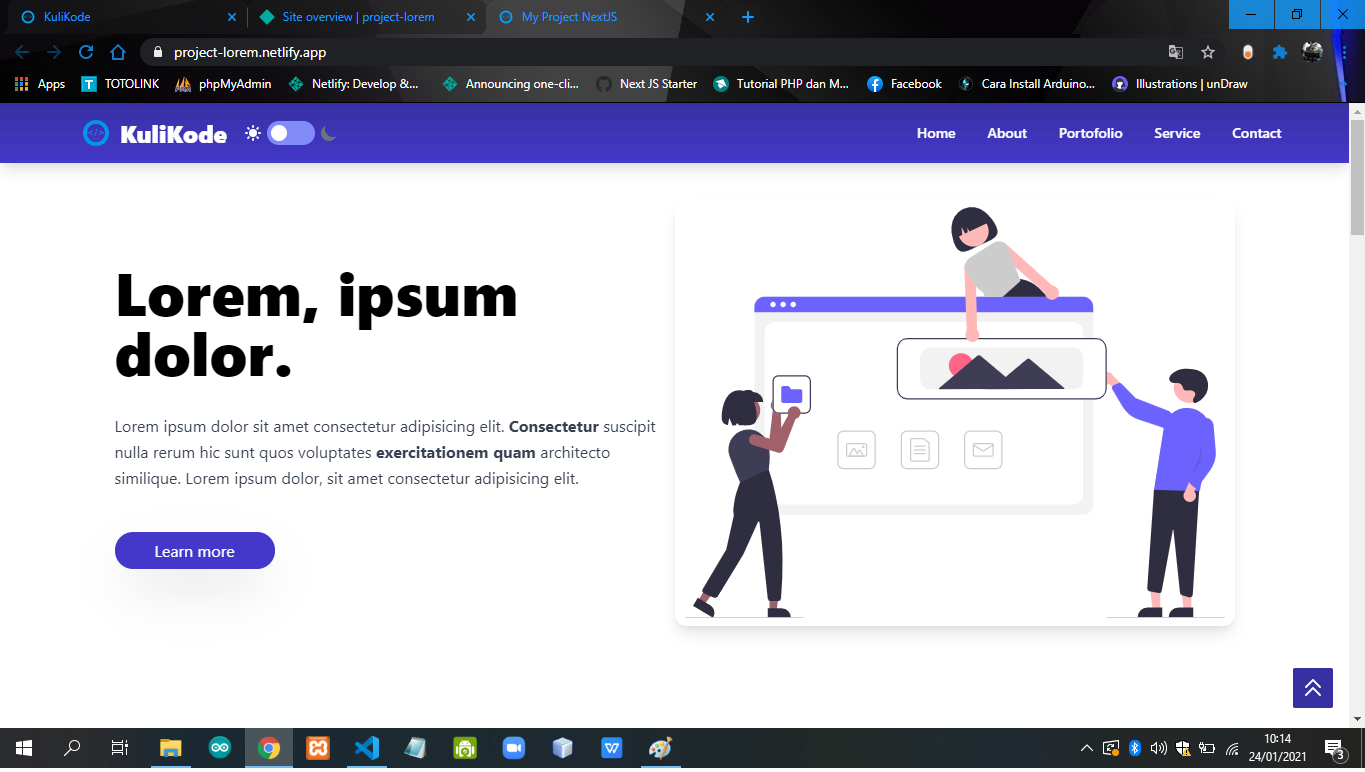 KuliKode
Site overview | project-lorem
My Project NextJS
project-lorem.netlify.app
Apps
TOTOLINK
phpMyAdmin
Netlify: Develop &...
Announcing one-cli...
Next JS Starter
Tutorial PHP dan M...
Facebook
Cara Install Arduino...
Illustrations | unDraw
KuliKode
Home
About
Portofolio
Service
Contact
Lorem, ipsum
dolor.
Lorem ipsum dolor sit amet consectetur adipisicing elit. Consectetur suscipit
nulla rerum hic sunt quos voluptates exercitationem quam architecto
similique. Lorem ipsum dolor, sit amet consectetur adipisicing elit.
Learn more
10:14
24/01/2021
3